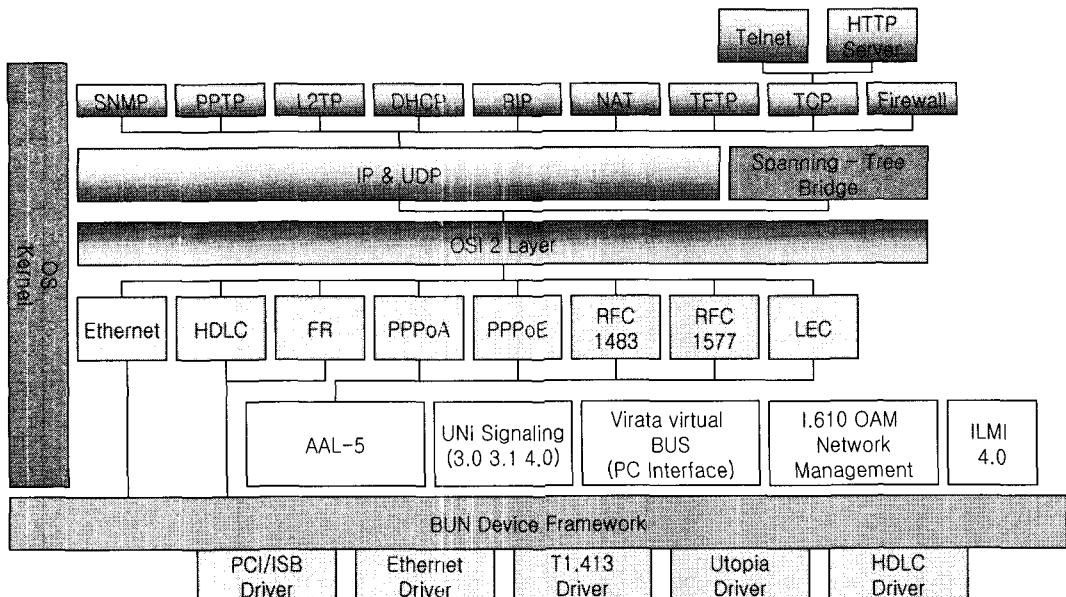 Telnet
HTTP
Server
SNMP
PPTP
L2TP
DHCP
RIP
NAT
TFTP
TCP
Firewall
IP & UDP
Spanning - Tree
Bridge
OS
Kernel
OSI 2 Layer
Ethernet
HDLC
FR
PPPoA
PPPoE
RFC
1483
RFC
1577
LEC
AAL-5
UNi Signaling
(3.0 3.1 4.0)
Virata virtual
BUS
(PC Interface)
I.610 OAM
Network
Management
ILMI
4.0
BUN Device Framework
PCI/ISB
Driver
Ethernet
Driver
T1.413
Driver
Utopia
Driver
HDLC
Driver